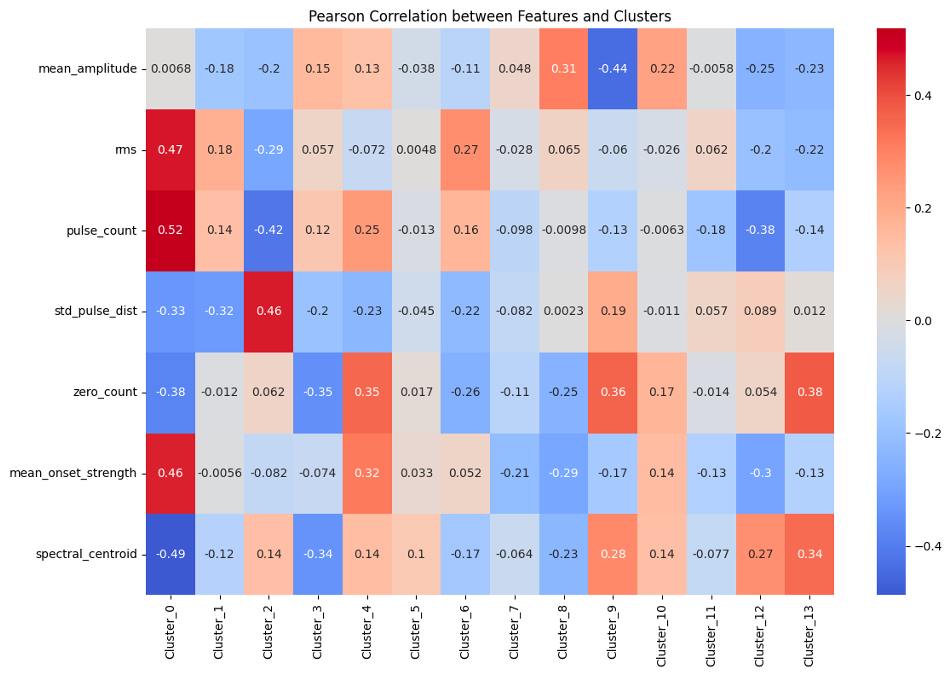 Pearson Correlation between Features and Clusters
mean_amplitude 0.0068 -0.18 -0.2 0.15 0.13 -0.038 -0.11 0.048 0.31 -0.44 0.22 -0.0058 -0.25 -0.23
rms 0.47 0.18 -0.29 0.057 -0.072 0.0048 0.27 -0.028 0.065 -0.06 -0.026 0.062 -0.2 -0.22
pulse_count 0.52 0.14 -0.42 0.12 0.25 -0.013 0.16 -0.098 -0.0098 -0.13 -0.0063 -0.18 -0.38 -0.14
std_pulse_dist -0.33 -0.32 0.46 -0.2 -0.23 -0.045 -0.22 -0.082 0.0023 0.19 -0.011 0.057 0.089 0.012
zero_count -0.38 -0.012 0.062 -0.35 0.35 0.017 -0.26 -0.11 -0.25 0.36 0.17 -0.014 0.054 0.38
mean_onset_strength 0.46 -0.0056 -0.082 -0.074 0.32 0.033 0.052 -0.21 -0.29 -0.17 0.14 -0.13 -0.3 -0.13
spectral_centroid -0.49 -0.12 0.14 -0.34 0.14 0.1 -0.17 -0.064 -0.23 0.28 0.14 -0.077 0.27 0.34
Cluster_0 Cluster_1 Cluster_2 Cluster_3 Cluster_4 Cluster_5 Cluster_6 Cluster_7 Cluster_8 Cluster_9 Cluster_10 Cluster_11 Cluster_12 Cluster_13
0.4
0.2
0.0
−0.2
−0.4